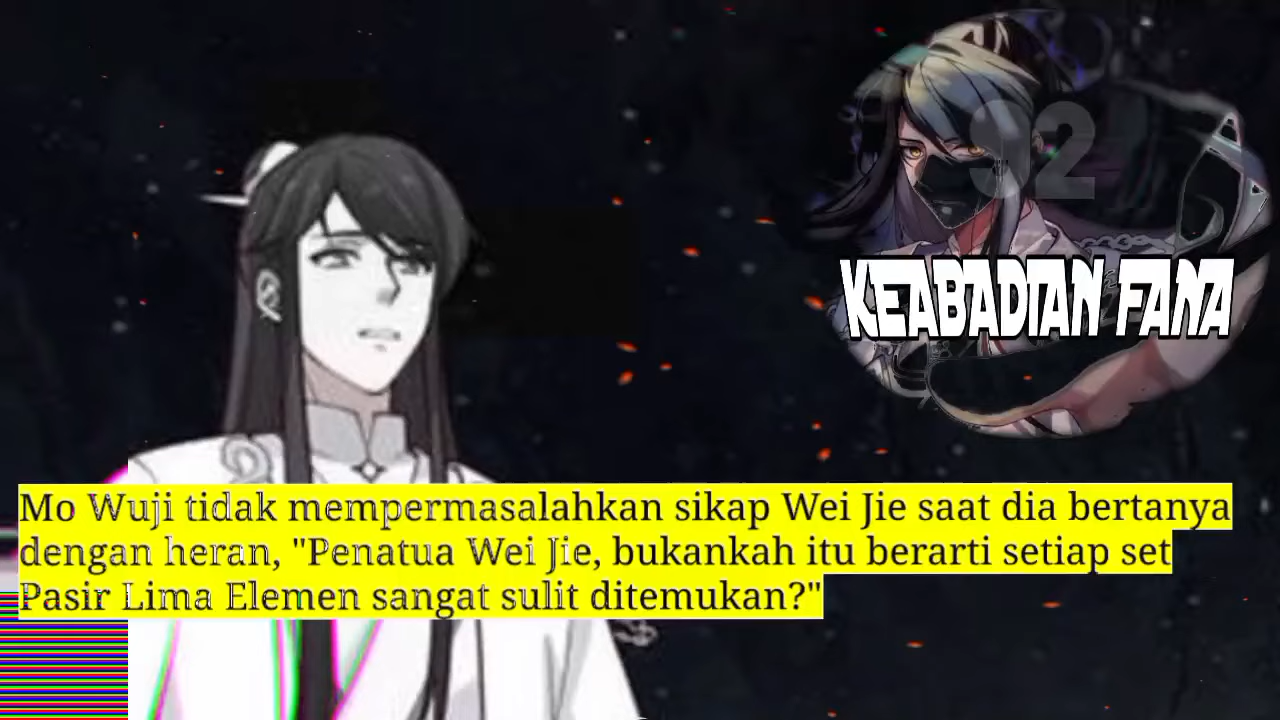 92
KEABADIAN FANA
Mo Wuji tidak mempermasalahkan sikap Wei Jie saat dia bertanya
dengan heran, "Penatua Wei Jie, bukankah itu berarti setiap set
Pasir Lima Elemen sangat sulit ditemukan?"